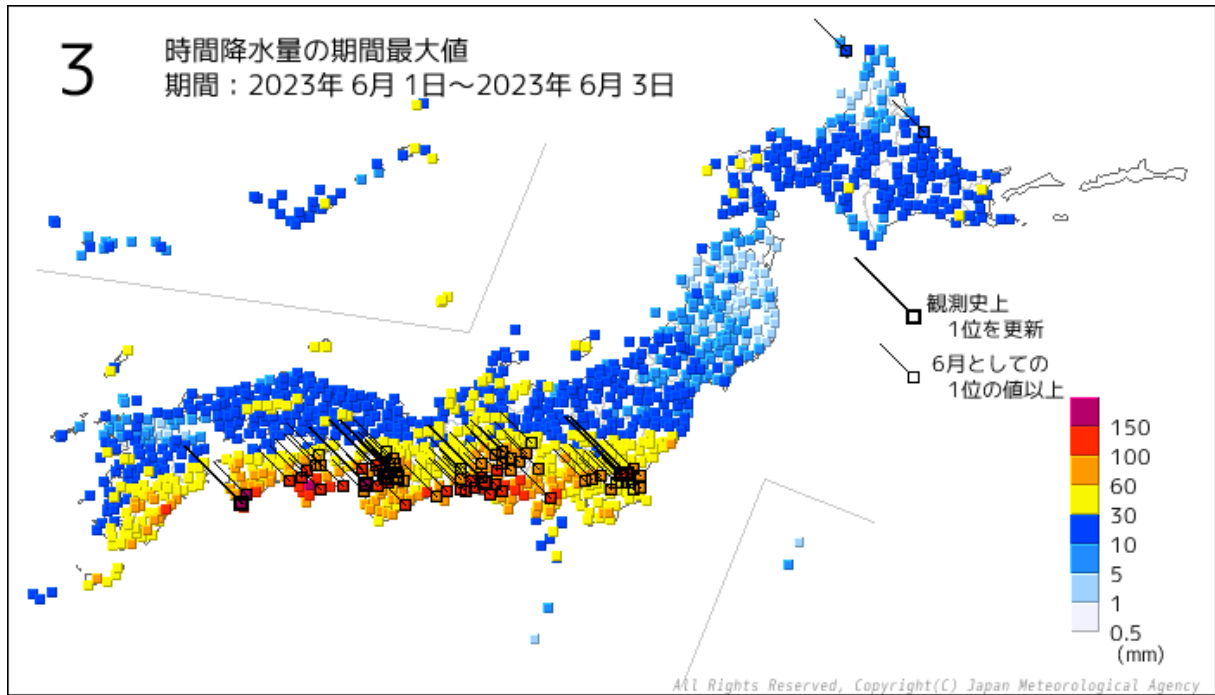 3
時間降水量の期間最大値
期間：2023年 6月 1日～2023年 6月 3日
観測史上
1位を更新
6月としての
1位の値以上
150
100
60
30
10
5
1
0.5
(mm)
All Rights Reserved, Copyright(C) Japan Meteorological Agency